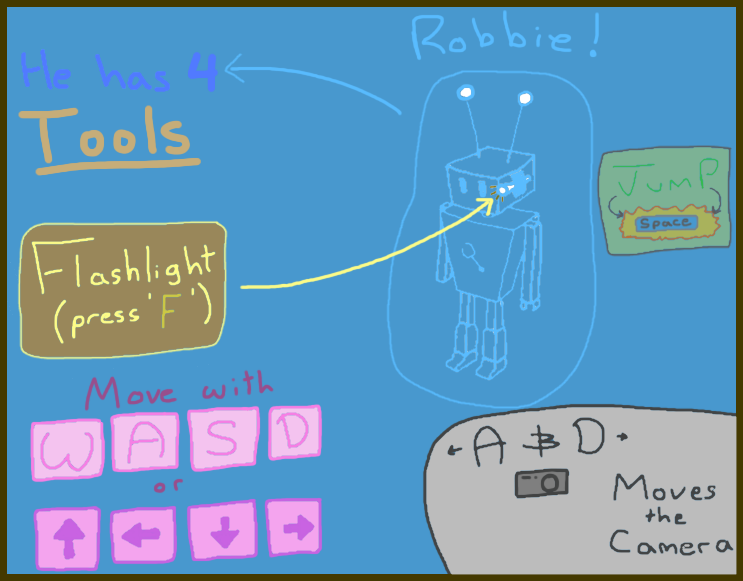 Robbie!
He has 4
Tools
Jump
Space
Flashlight
(press 'F')
Move with
W A S D
or
A & D
Moves
the
Camera